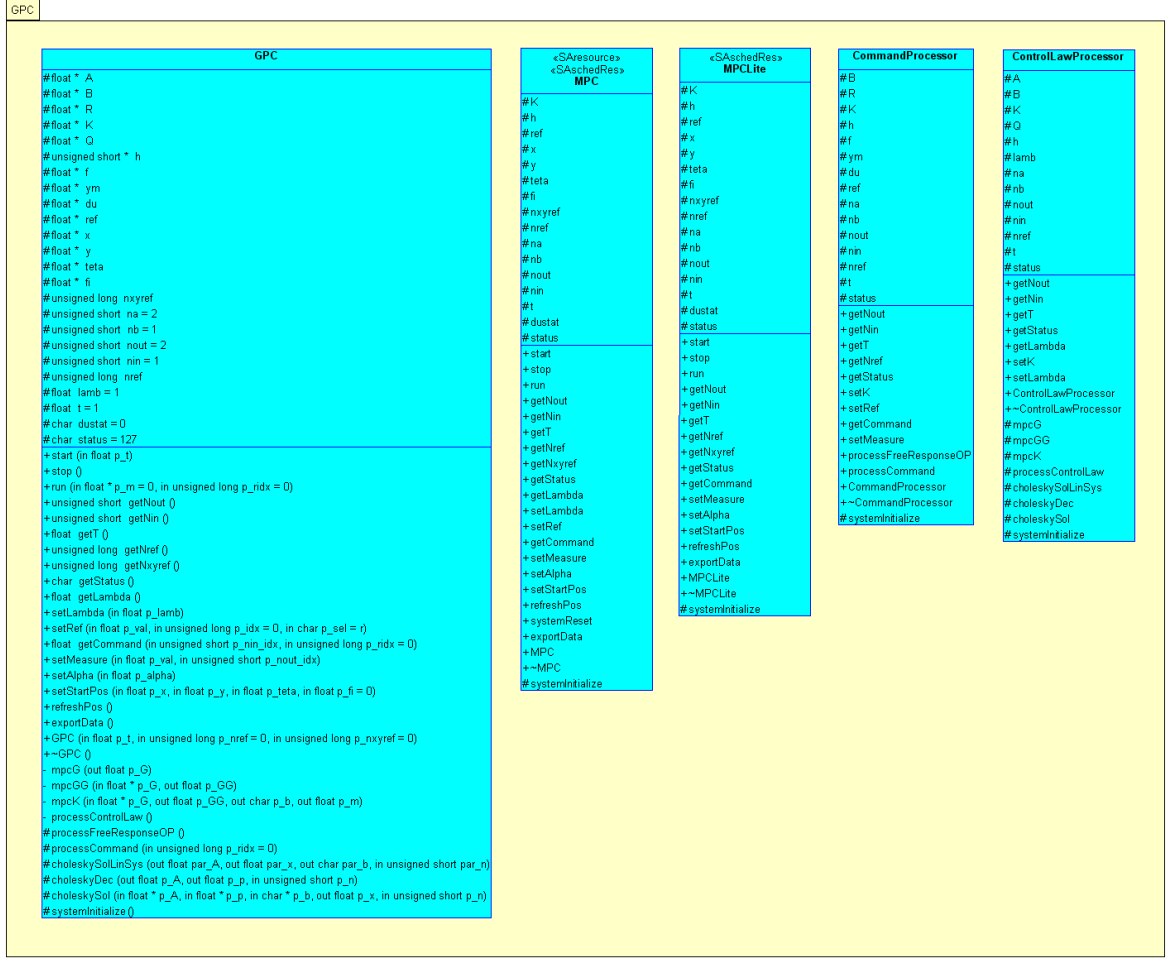 GPC
GPC
#float * A
#float * B
#float * R
#float * K
#float * Q
#unsigned short * h
#float * f
#float * ym
#float * du
#float * ref
#float * x
#float * y
#float * teta
#float * fi
#unsigned long nxyref
#unsigned short na = 2
#unsigned short nb = 1
#unsigned short nout = 2
#unsigned short nin = 1
#unsigned long nref
#float lamb = 1
#float t = 1
#char dustat = 0
#char status = 127
+start (in float p_t)
+stop ()
+run (in float * p_m = 0, in unsigned long p_ridx = 0)
+unsigned short getNout ()
+unsigned short getNin ()
+float getT ()
+unsigned long getNref ()
+unsigned long getNxyref ()
+char getStatus ()
+float getLambda ()
+setLambda (in float p_lamb)
+setRef (in float p_val, in unsigned long p_idx = 0, in char p_sel = r)
+float getCommand (in unsigned short p_nin_idx, in unsigned long p_ridx = 0)
+setMeasure (in float p_val, in unsigned short p_nout_idx)
+setAlpha (in float p_alpha)
+setStartPos (in float p_x, in float p_y, in float p_teta, in float p_fi = 0)
+refreshPos ()
+exportData ()
+GPC (in float p_t, in unsigned long p_nref = 0, in unsigned long p_nxyref = 0)
+~GPC ()
- mpcG (out float p_G)
- mpcGG (in float * p_G, out float p_GG)
- mpcK (in float * p_G, out float p_GG, out char p_b, out float p_m)
- processControlLaw ()
#processFreeResponseOP ()
#processCommand (in unsigned long p_ridx = 0)
#choleskySolLinSys (out float par_A, out float par_x, out char par_b, in unsigned short par_n)
#choleskyDec (out float p_A, out float p_p, in unsigned short p_n)
#choleskySol (in float * p_A, in float * p_p, in char * p_b, out float p_x, in unsigned short p_n)
#systemInitialize ()
«SAresource»
«SAschedRes»
MPC
#K
#h
#ref
#x
#y
#teta
#fi
#nxyref
#nref
#na
#nb
#nout
#nin
#t
#dustat
#status
+start
+stop
+run
+getNout
+getNin
+getT
+getNref
+getNxyref
+getStatus
+getLambda
+setLambda
+setRef
+getCommand
+setMeasure
+setAlpha
+setStartPos
+refreshPos
+systemReset
+exportData
+MPC
+~MPC
#systemInitialize
«SAschedRes»
MPCLite
#K
#h
#ref
#x
#y
#teta
#fi
#nxyref
#nref
#na
#nb
#nout
#nin
#t
#dustat
#status
+start
+stop
+run
+getNout
+getNin
+getT
+getNref
+getNxyref
+getStatus
+getCommand
+setMeasure
+setAlpha
+setStartPos
+refreshPos
+exportData
+MPCLite
+~MPCLite
#systemInitialize
CommandProcessor
#B
#R
#K
#h
#f
#ym
#du
#ref
#na
#nb
#nout
#nin
#nref
#t
#status
+getNout
+getNin
+getT
+getNref
+getStatus
+setK
+setRef
+getCommand
+setMeasure
+processFreeResponseOP
+processCommand
+CommandProcessor
+~CommandProcessor
#systemInitialize
ControlLawProcessor
#A
#B
#K
#Q
#h
#lamb
#na
#nb
#nout
#nin
#nref
#t
#status
+getNout
+getNin
+getT
+getStatus
+getLambda
+setK
+setLambda
+ControlLawProcessor
+~ControlLawProcessor
#mpcG
#mpcGG
#mpcK
#processControlLaw
#choleskySolLinSys
#choleskyDec
#choleskySol
#systemInitialize